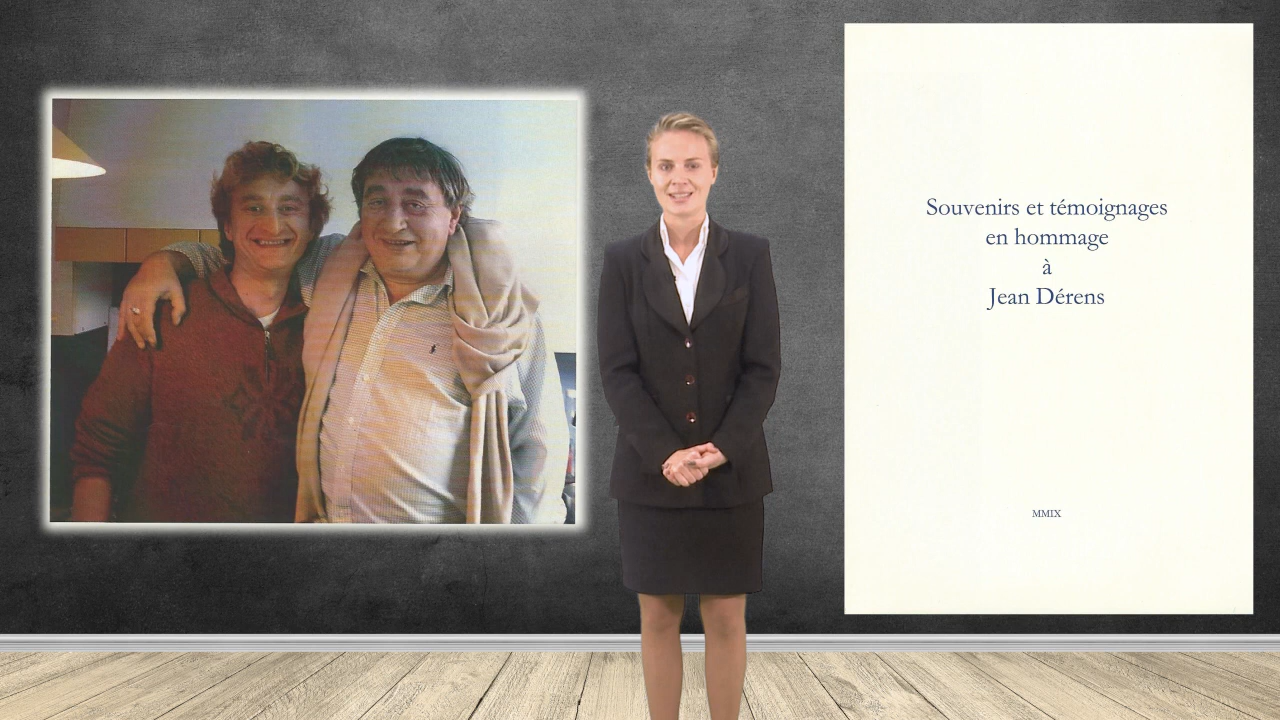 Souvenirs et témoignages
en hommage
à
Jean Dérens
MMIX